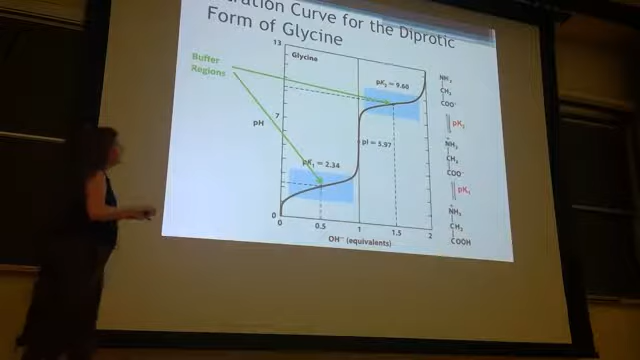 tration Curve for the Diprotic
Form of Glycine
Buffer
Regions
13
Glycine
pK₂ = 9.60
pH
7
pI = 5.97
pK₁ = 2.34
0
0
0.5
1
1.5
2
OH⁻ (equivalents)
NH₂
CH₂
COO⁻
pK₂
+
NH₃
CH₂
COO⁻
pK₁
+
NH₃
CH₂
COOH